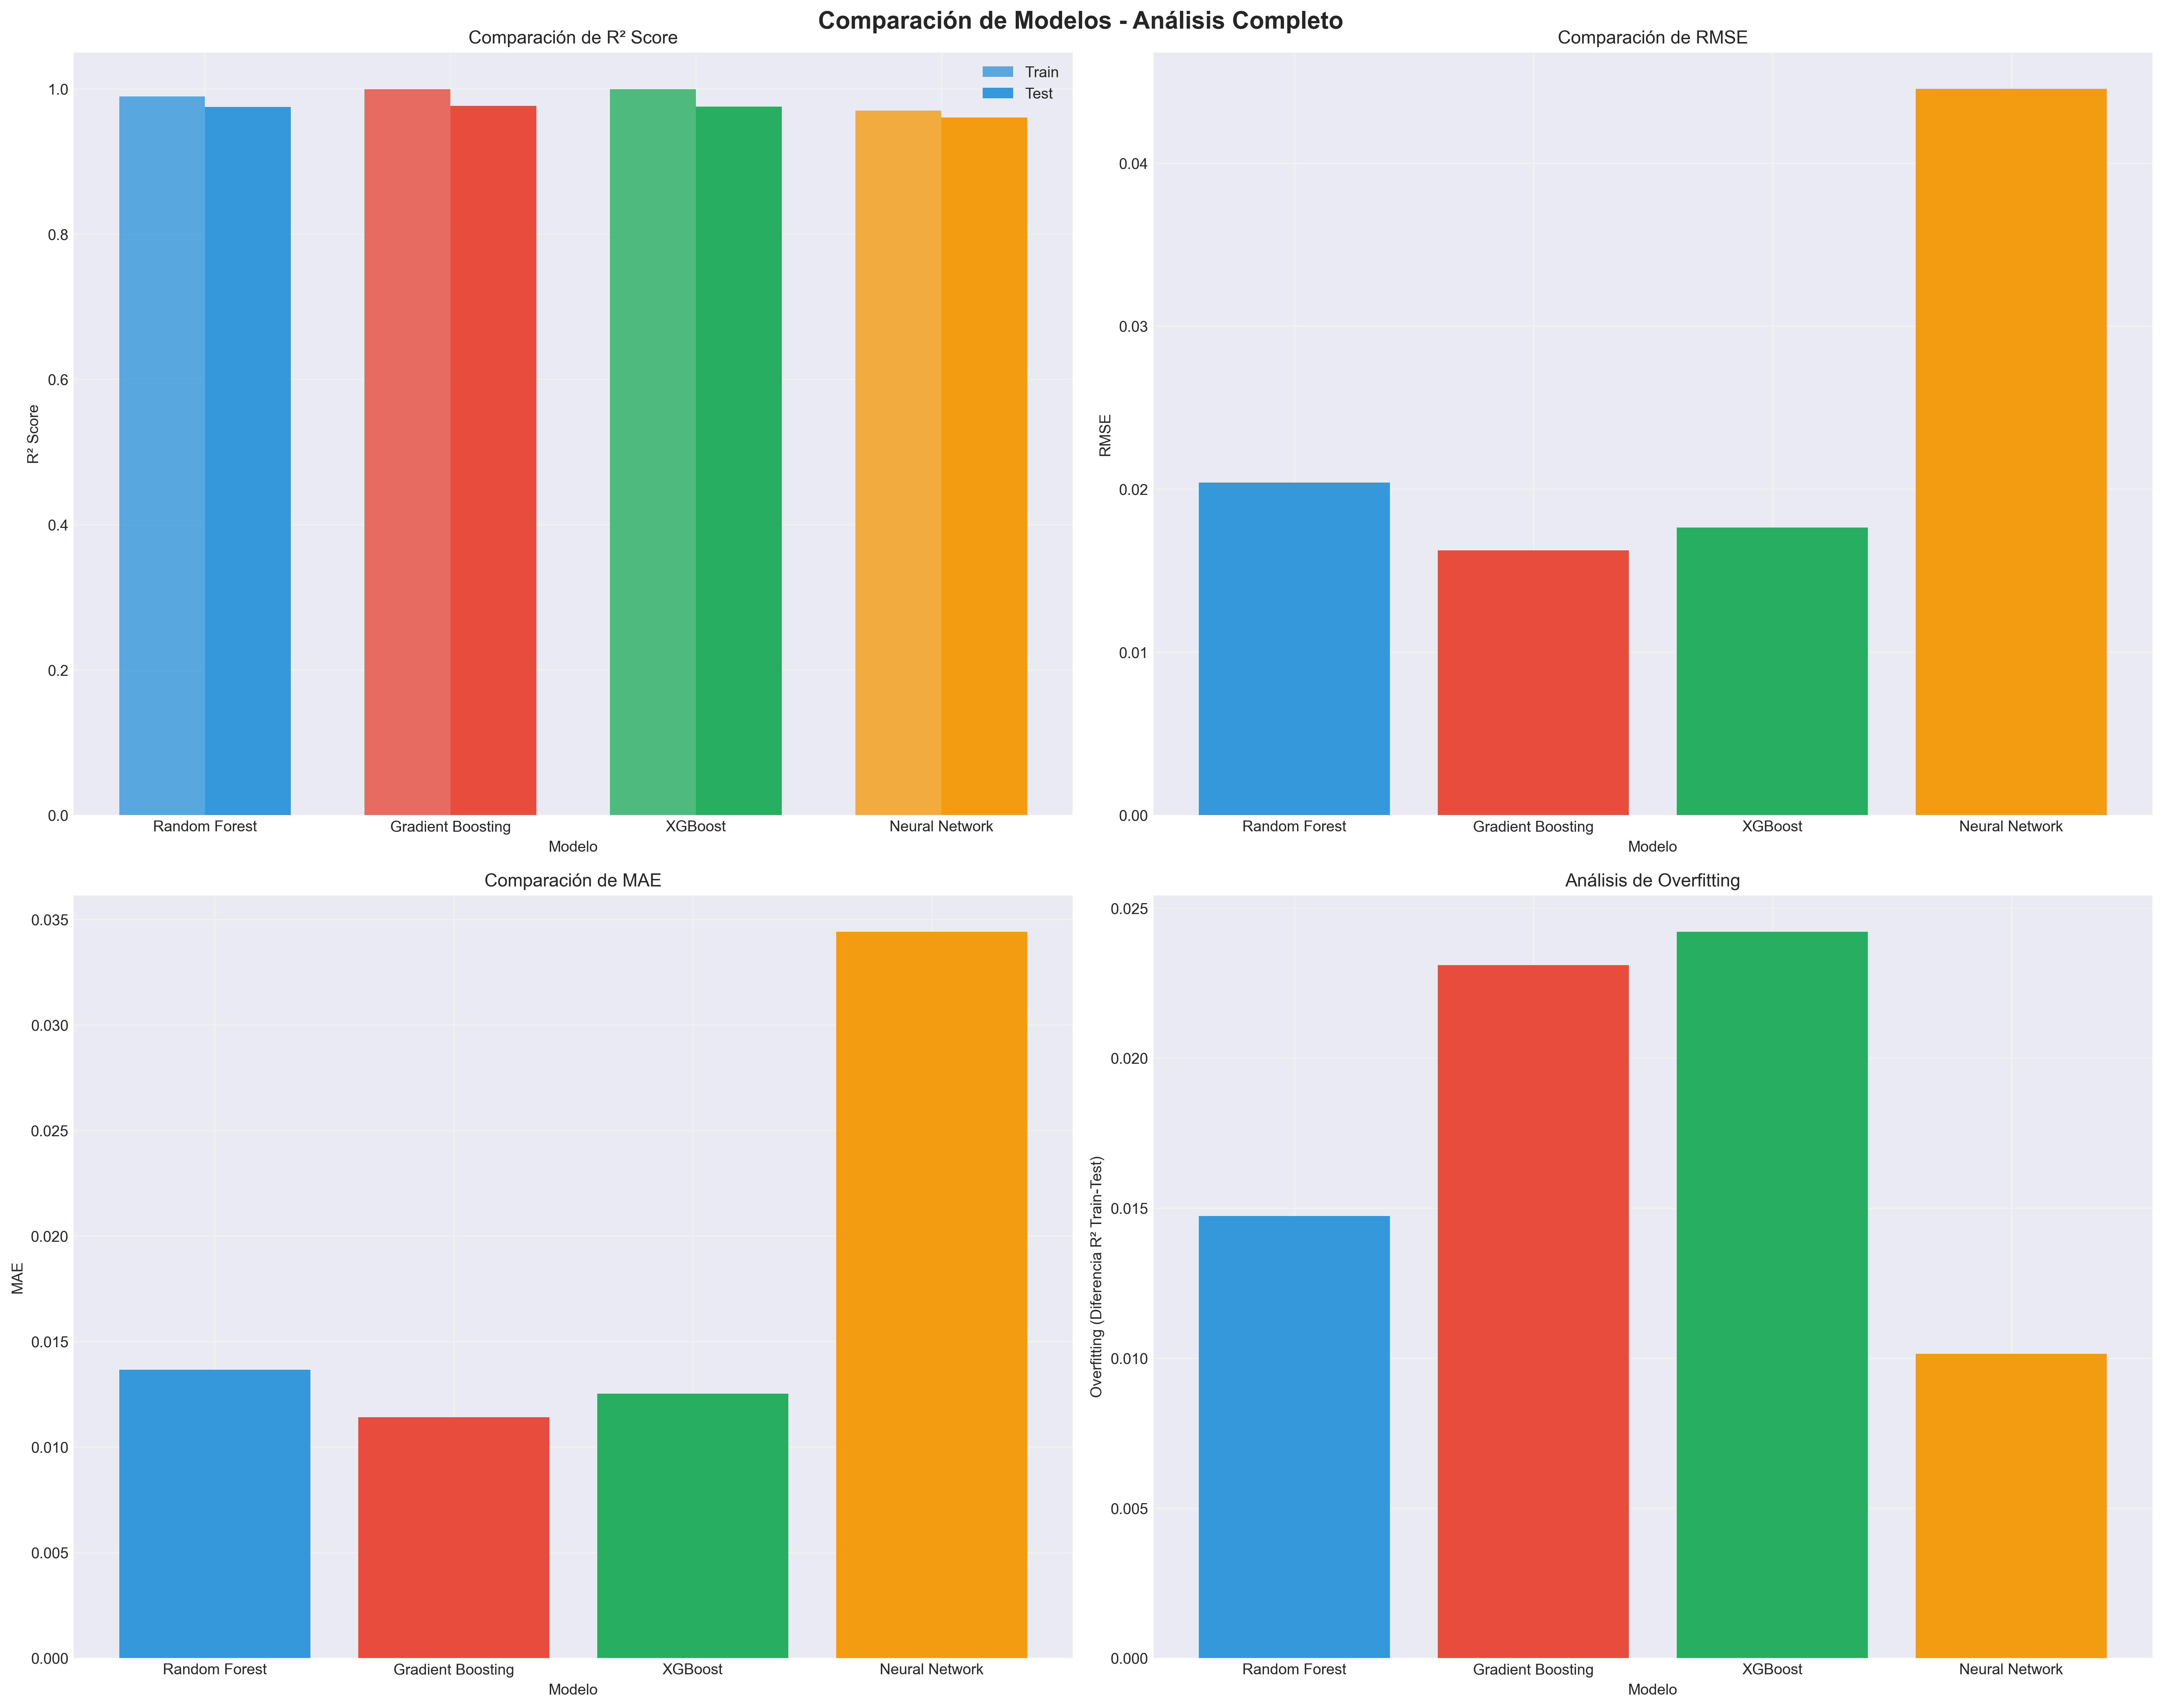 Comparación de Modelos - Análisis Completo
Comparación de R² Score
Train
Test
1.0
0.8
0.6
0.4
0.2
0.0
R² Score
Random Forest
Gradient Boosting
XGBoost
Neural Network
Modelo
Comparación de RMSE
0.04
0.03
0.02
0.01
0.00
RMSE
Random Forest
Gradient Boosting
XGBoost
Neural Network
Modelo
Comparación de MAE
0.035
0.030
0.025
0.020
0.015
0.010
0.005
0.000
MAE
Random Forest
Gradient Boosting
XGBoost
Neural Network
Modelo
Análisis de Overfitting
0.025
0.020
0.015
0.010
0.005
0.000
Overfitting (Diferencia R² Train-Test)
Random Forest
Gradient Boosting
XGBoost
Neural Network
Modelo